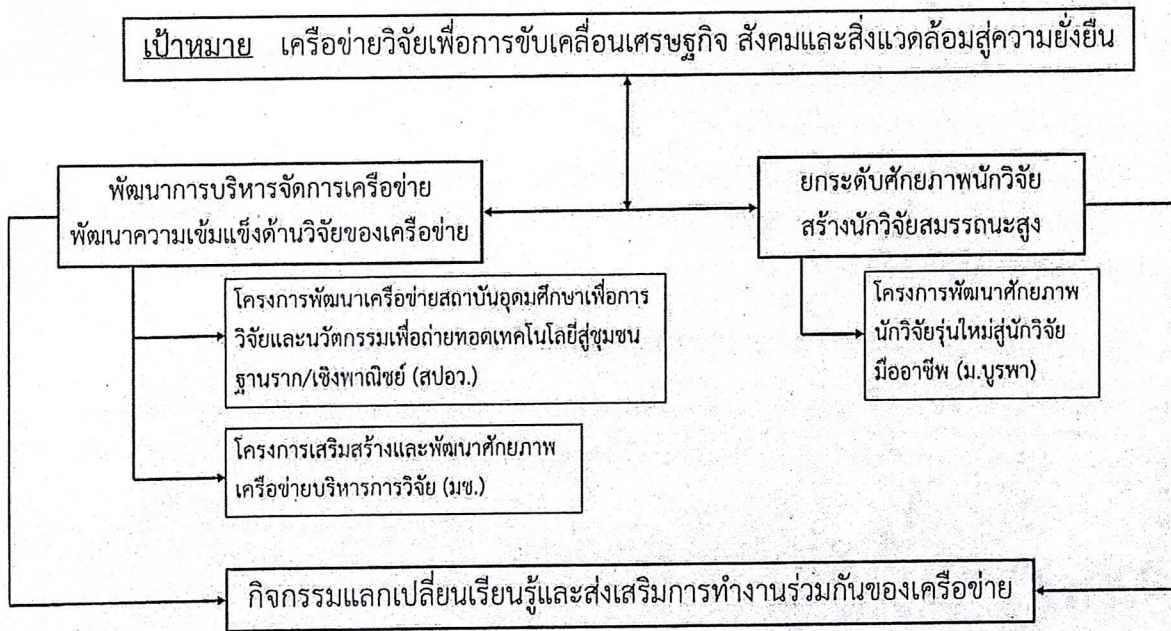 เป้าหมาย เครือข่ายวิจัยเพื่อการขับเคลื่อนเศรษฐกิจ สังคมและสิ่งแวดล้อมสู่ความยั่งยืน
พัฒนาการบริหารจัดการเครือข่าย
พัฒนาความเข้มแข็งด้านวิจัยของเครือข่าย
โครงการพัฒนาเครือข่ายสถาบันอุดมศึกษาเพื่อการ
วิจัยและนวัตกรรมเพื่อถ่ายทอดเทคโนโลยีสู่ชุมชน
ฐานราก/เชิงพาณิชย์ (สปอว.)
โครงการเสริมสร้างและพัฒนาศักยภาพ
เครือข่ายบริหารการวิจัย (มช.)
ยกระดับศักยภาพนักวิจัย
สร้างนักวิจัยสมรรถนะสูง
โครงการพัฒนาศักยภาพ
นักวิจัยรุ่นใหม่สู่นักวิจัย
มืออาชีพ (ม.บูรพา)
กิจกรรมแลกเปลี่ยนเรียนรู้และส่งเสริมการทำงานร่วมกันของเครือข่าย